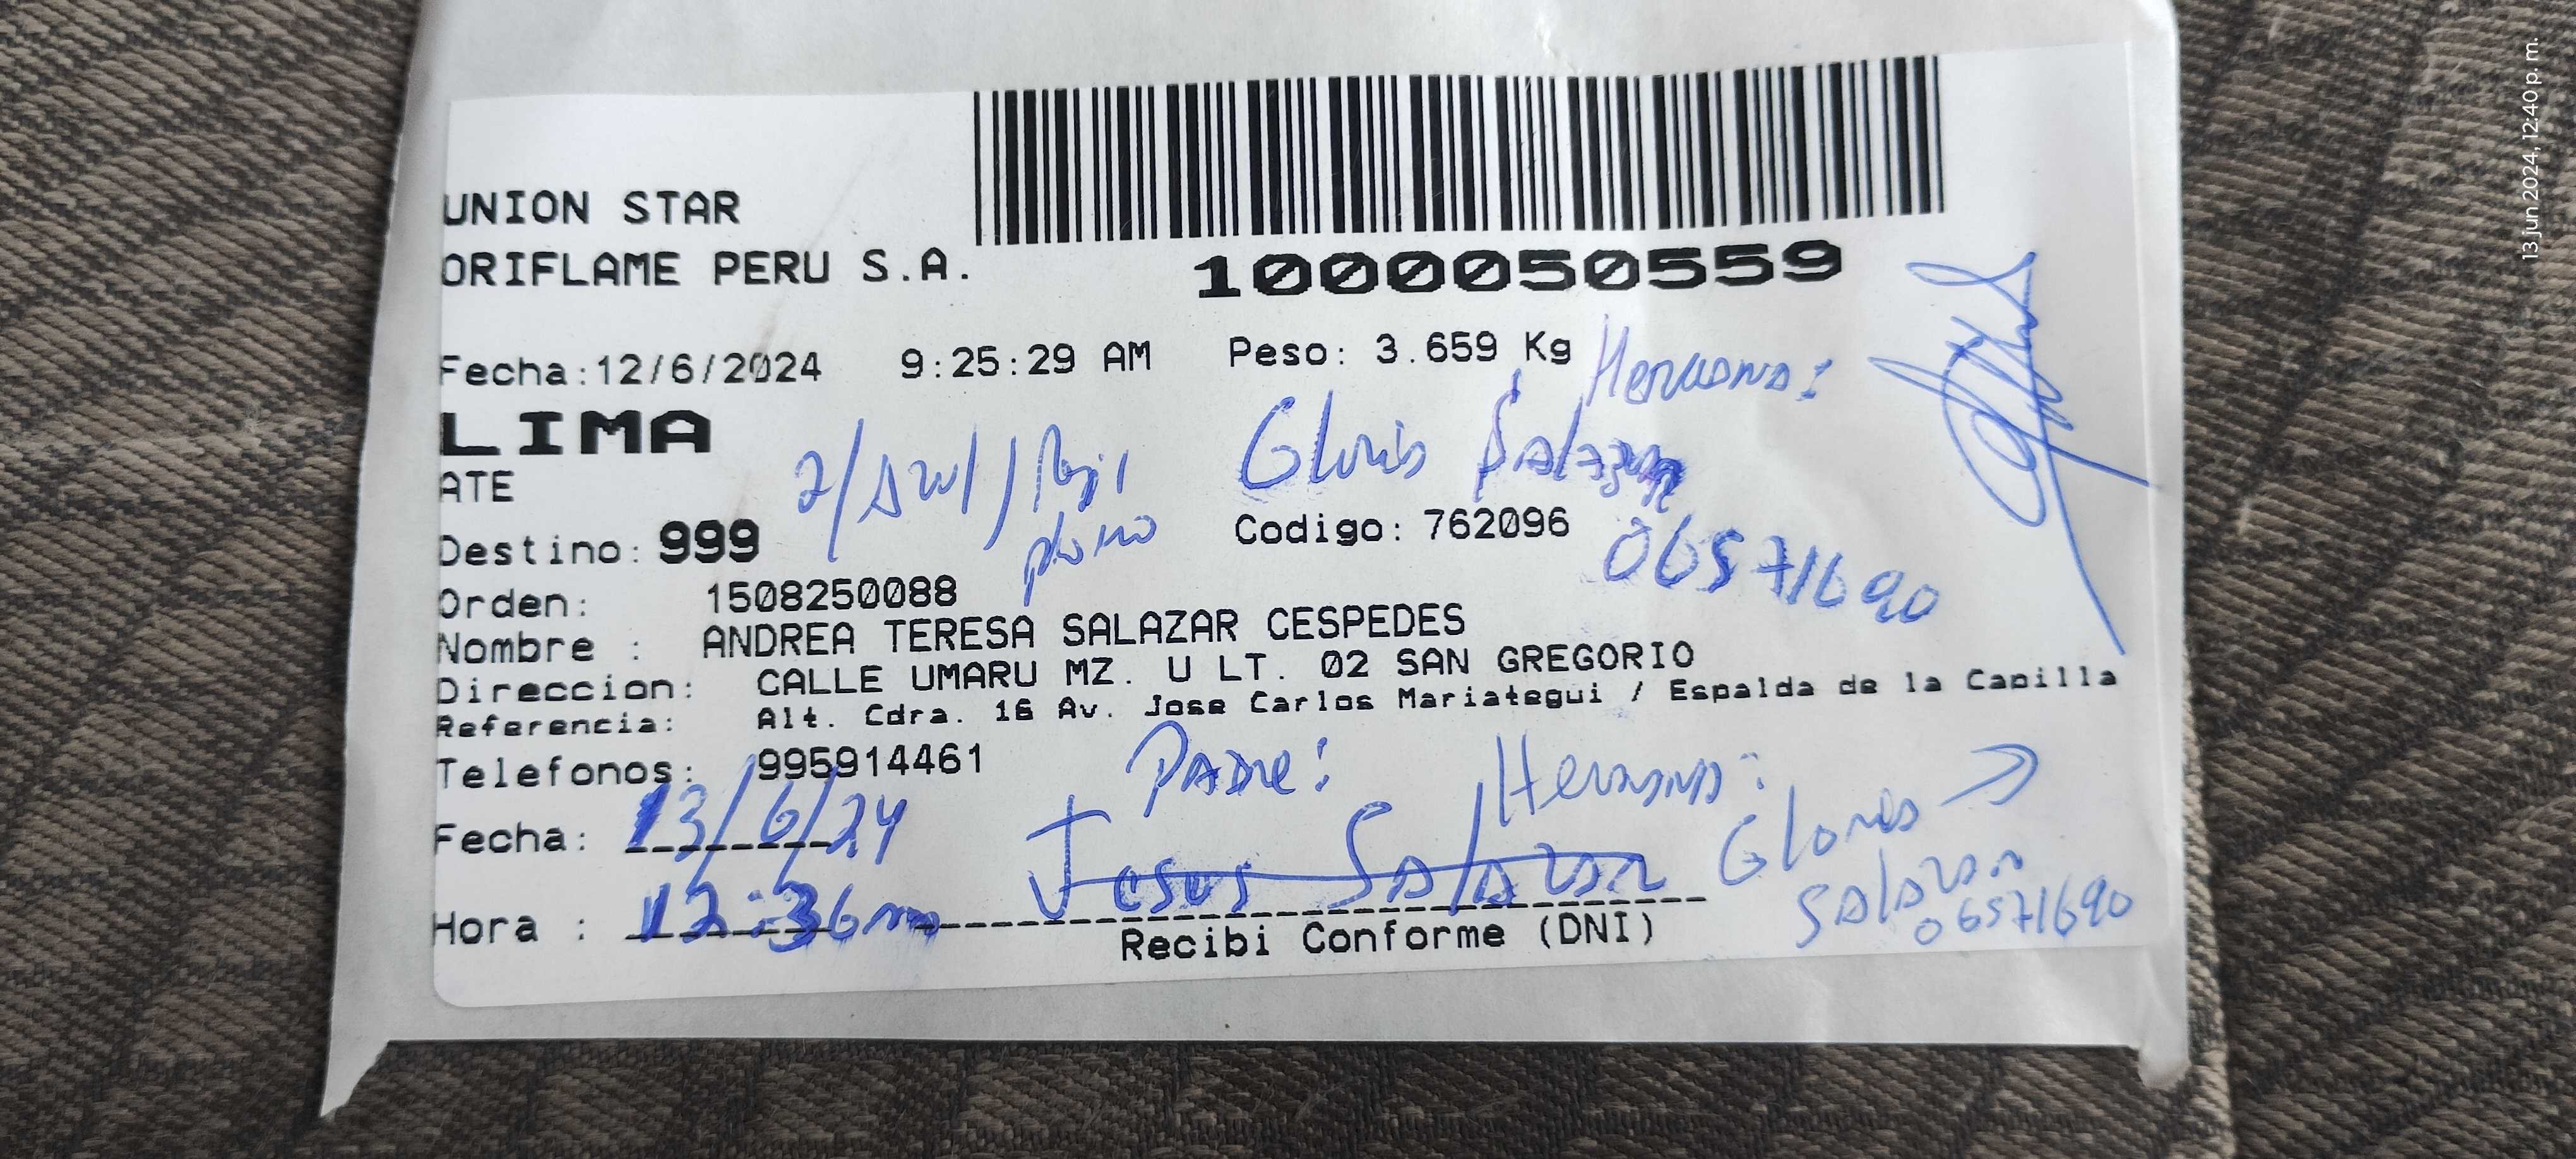 UNION STAR
ORIFLAME PERU S.A.
1000050559
Fecha:12/6/2024 9:25:29 AM Peso: 3.659 Kg
Hermana:
LIMA
ATE
2/Azul/
plomo
Gloria Salazar
Destino: 999 Codigo: 762096
06571690
Orden: 1508250088
Nombre : ANDREA TERESA SALAZAR CESPEDES
Direccion: CALLE UMARU MZ. U LT. 02 SAN GREGORIO
Referencia: Alt. Cdra. 16 Av. Jose Carlos Mariategui / Espalda de la Capilla
Telefonos: 995914461
Padre: Hermana:
Fecha: 13/6/24
Jesus Salazar
Gloria
Salazar
06571690
Hora : 12:36
Recibi Conforme (DNI)
13 jun 2024, 12:40 p. m.